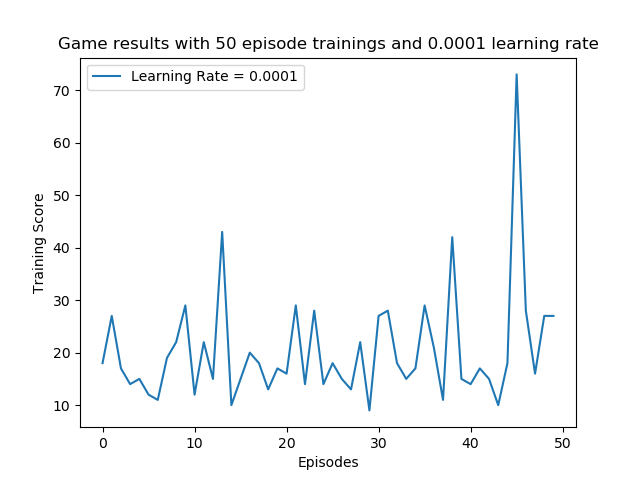 Game results with 50 episode trainings and 0.0001 learning rate
Learning Rate = 0.0001
70
60
50
40
30
20
10
Training Score
0 10 20 30 40 50
Episodes